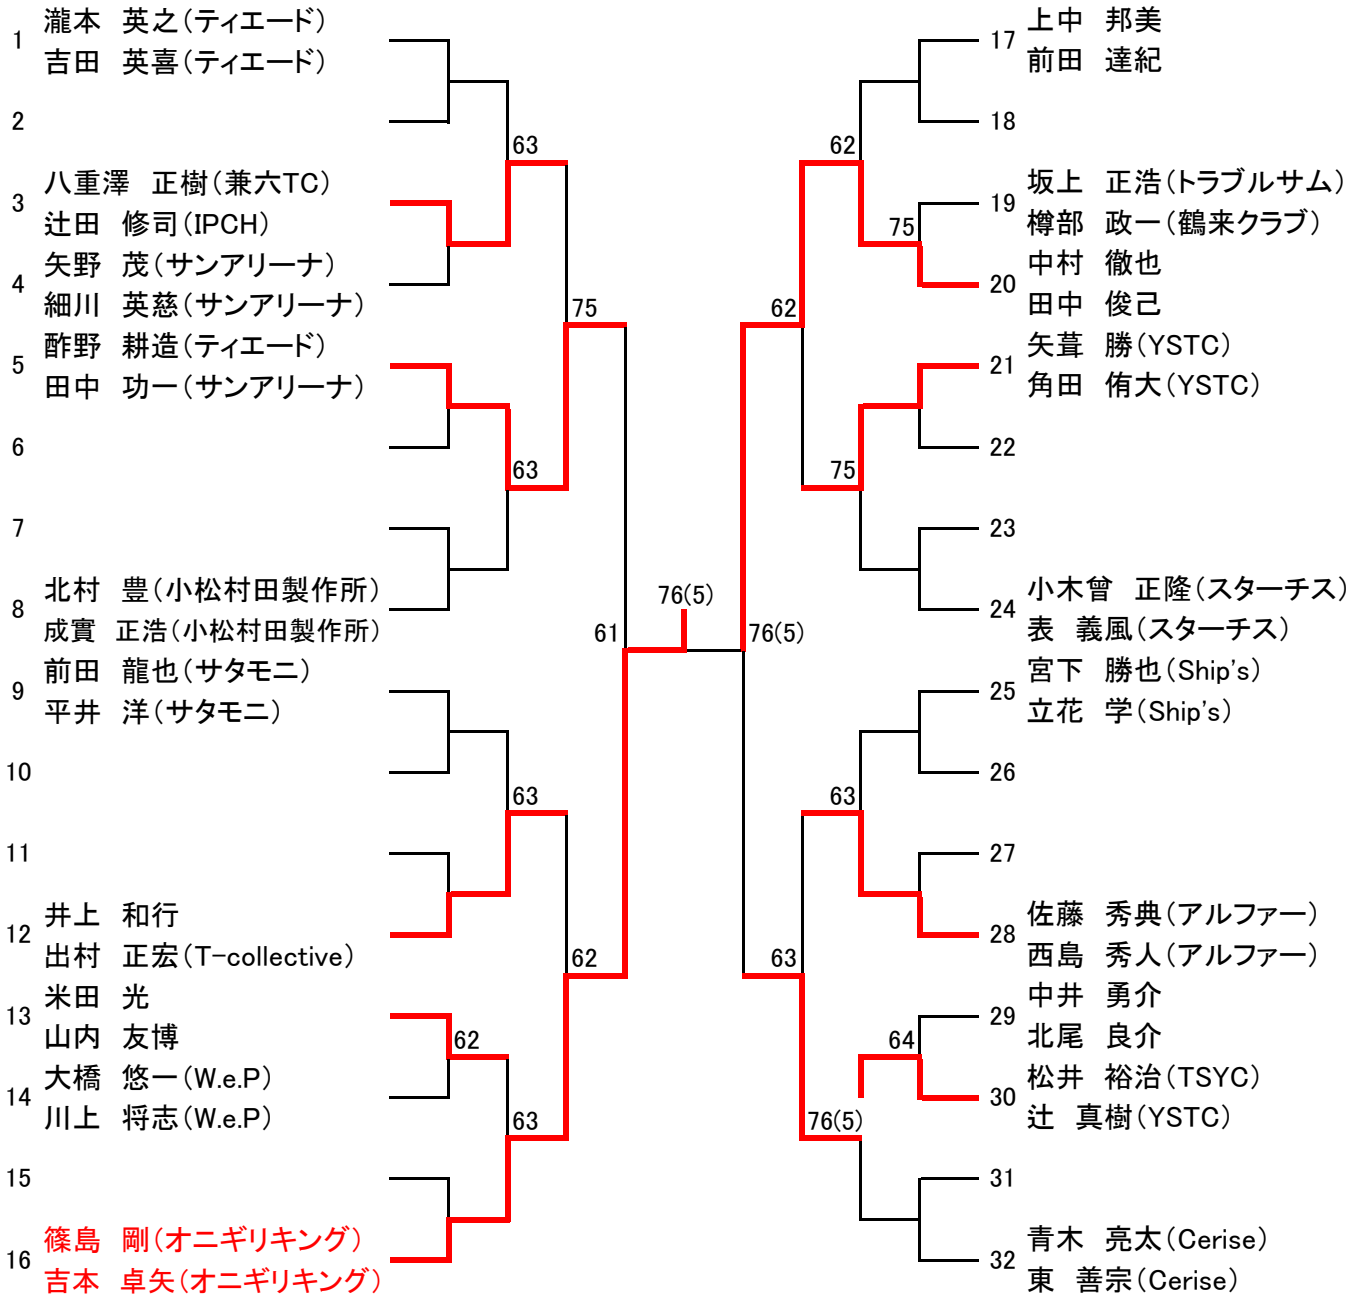 1
瀧本 英之(ティエード)
吉田 英喜(ティエード)
2
63
3
八重澤 正樹(兼六TC)
辻田 修司(IPCH)
4
矢野 茂(サンアリーナ)
細川 英慈(サンアリーナ)
75
5
酢野 耕造(ティエード)
田中 功一(サンアリーナ)
6
63
7
8
北村 豊(小松村田製作所)
成實 正浩(小松村田製作所)
61
76(5)
9
前田 龍也(サタモニ)
平井 洋(サタモニ)
10
63
11
12
井上 和行
出村 正宏(T-collective)
62
13
米田 光
山内 友博
62
14
大橋 悠一(W.e.P)
川上 将志(W.e.P)
63
15
16
篠島 剛(オニギリキング)
吉本 卓矢(オニギリキング)
17
上中 邦美
前田 達紀
18
62
19
坂上 正浩(トラブルサム)
樽部 政一(鶴来クラブ)
75
20
中村 徹也
田中 俊己
62
21
矢葺 勝(YSTC)
角田 侑大(YSTC)
22
75
23
24
小木曾 正隆(スターチス)
表 義風(スターチス)
76(5)
25
宮下 勝也(Ship's)
立花 学(Ship's)
26
63
27
28
佐藤 秀典(アルファー)
西島 秀人(アルファー)
63
29
中井 勇介
北尾 良介
64
30
松井 裕治(TSYC)
辻 真樹(YSTC)
76(5)
31
32
青木 亮太(Cerise)
東 善宗(Cerise)